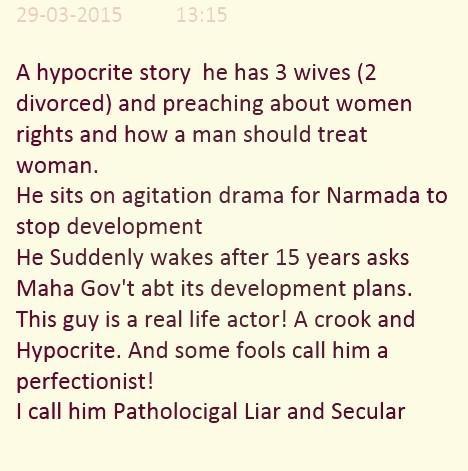 29-03-2015 13:15
A hypocrite story he has 3 wives (2
divorced) and preaching about women
rights and how a man should treat
woman.
He sits on agitation drama for Narmada to
stop development
He Suddenly wakes after 15 years asks
Maha Gov't abt its development plans.
This guy is a real life actor! A crook and
Hypocrite. And some fools call him a
perfectionist!
I call him Patholocigal Liar and Secular